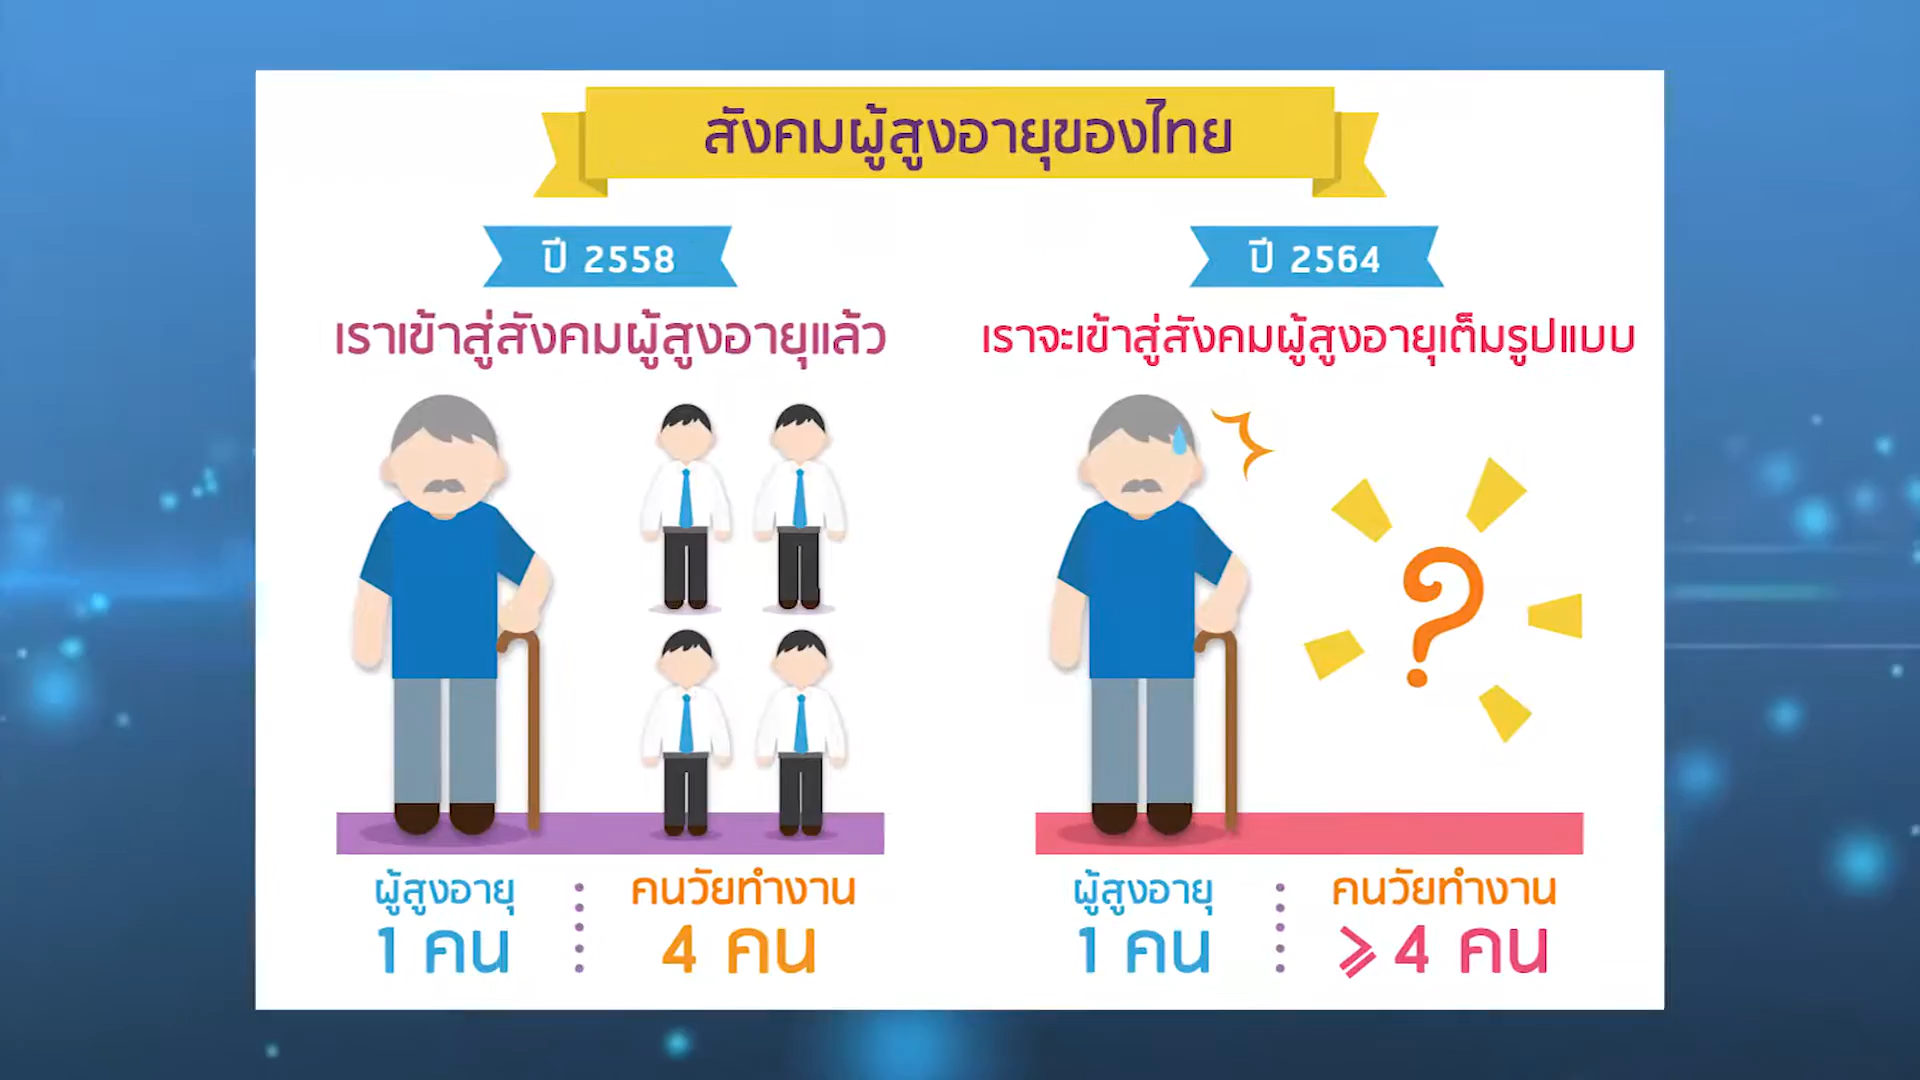 สังคมผู้สูงอายุของไทย
ปี 2558
เราเข้าสู่สังคมผู้สูงอายุแล้ว
ผู้สูงอายุ
1 คน
คนวัยทำงาน
4 คน
ปี 2564
เราจะเข้าสู่สังคมผู้สูงอายุเต็มรูปแบบ
?
ผู้สูงอายุ
1 คน
คนวัยทำงาน
⩾ 4 คน